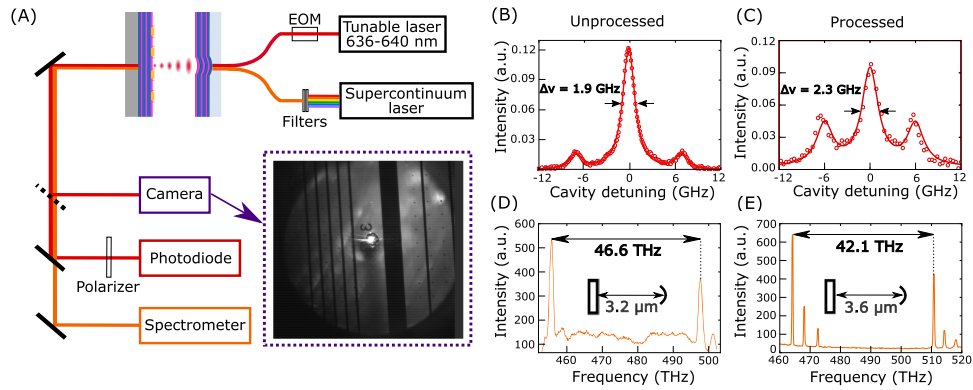 (A)
EOM
Tunable laser
636-640 nm
Supercontinuum
laser
Filters
Camera
Photodiode
Polarizer
Spectrometer
3
(B)
Unprocessed
Intensity (a.u.)
0.12
0.09
0.06
0.03
0.00
Δν = 1.9 GHz
-12 -6 0 6 12
Cavity detuning (GHz)
(C)
Processed
Intensity (a.u.)
0.12
0.09
0.06
0.03
0.00
Δν = 2.3 GHz
-12 -6 0 6 12
Cavity detuning (GHz)
(D)
Intensity (a.u.)
600
500
400
300
200
100
46.6 THz
3.2 μm
460 470 480 490 500
Frequency (THz)
(E)
Intensity (a.u.)
700
600
500
400
300
200
100
0
42.1 THz
3.6 μm
460 470 480 490 500 510 520
Frequency (THz)